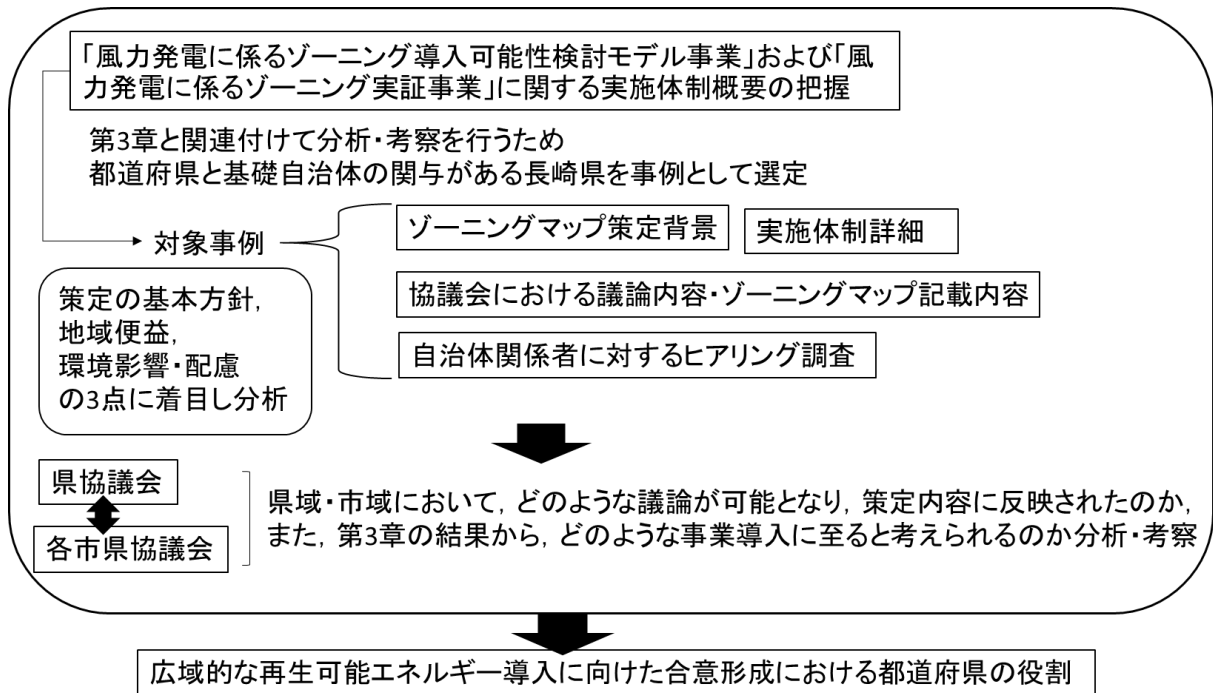 「風力発電に係るゾーニング導入可能性検討モデル事業」および「風
力発電に係るゾーニング実証事業」に関する実施体制概要の把握
第3章と関連付けて分析・考察を行うため
都道府県と基礎自治体の関与がある長崎県を事例として選定
対象事例
ゾーニングマップ策定背景
実施体制詳細
協議会における議論内容・ゾーニングマップ記載内容
自治体関係者に対するヒアリング調査
策定の基本方針,
地域便益,
環境影響・配慮
の3点に着目し分析
県協議会
各市県協議会
県域・市域において, どのような議論が可能となり, 策定内容に反映されたのか,
また, 第3章の結果から, どのような事業導入に至ると考えられるのか分析・考察
広域的な再生可能エネルギー導入に向けた合意形成における都道府県の役割